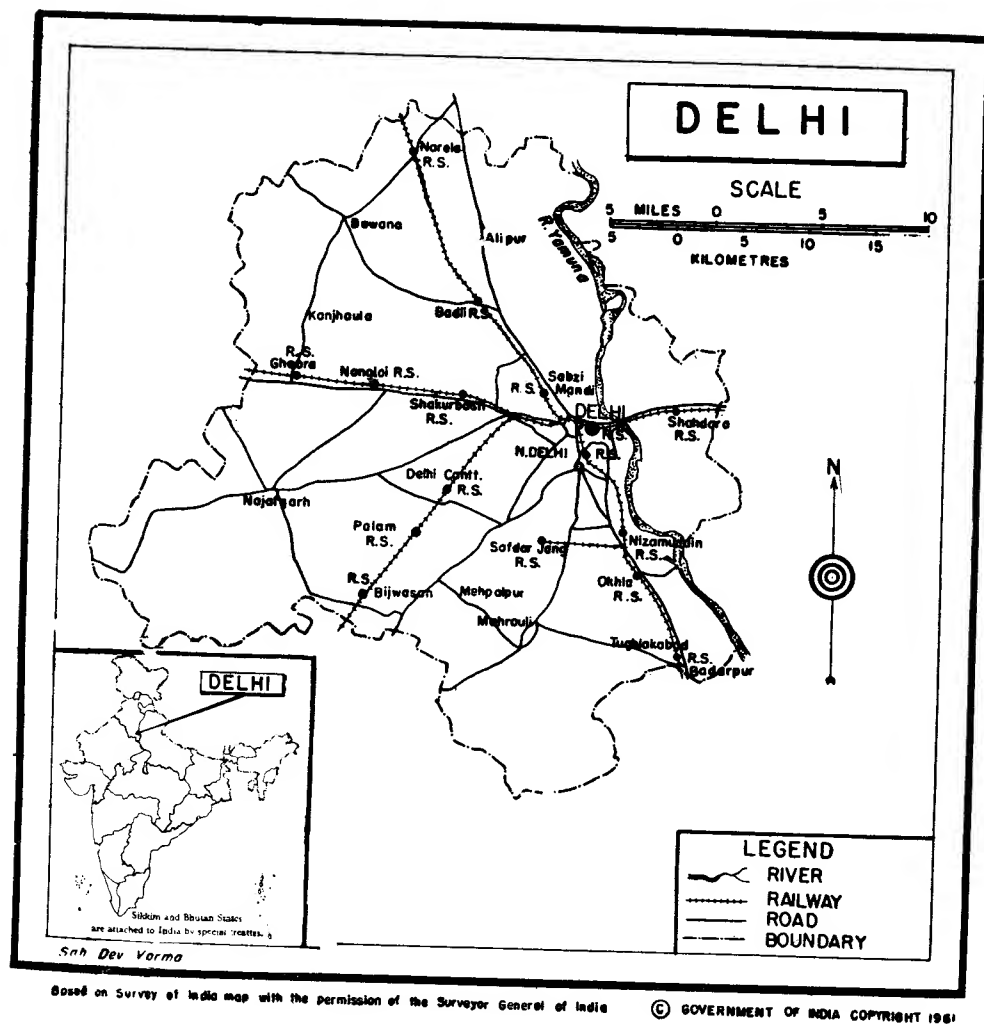 DELHI
SCALE
5 MILES 0 5 10
5 0 5 10 15
KILOMETRES
Narela
R.S.
Bawana
Alipur
R. Yamuna
Kanjhaula
Badli R.S.
R.S.
Gheora
Nangloi R.S.
Sabzi
R.S. Mandi
Shakurbasti
R.S.
DELHI
R.S.
Shahdara
R.S.
N.DELHI
R.S.
Delhi Cantt.
R.S.
Najafgarh
Palam
R.S.
Safdar Jang
R.S.
Nizamuddin
R.S.
N
R.S.
Bijwasan
Mehpalpur
Okhla
R.S.
Mahrouli
Tughlakabad
R.S.
Badarpur
DELHI
Sikkim and Bhutan States
are attached to India by special treaties.
LEGEND
RIVER
RAILWAY
ROAD
BOUNDARY
Sah Dev Varma
Based on Survey of India map with the permission of the Surveyor General of India © GOVERNMENT OF INDIA COPYRIGHT 1961